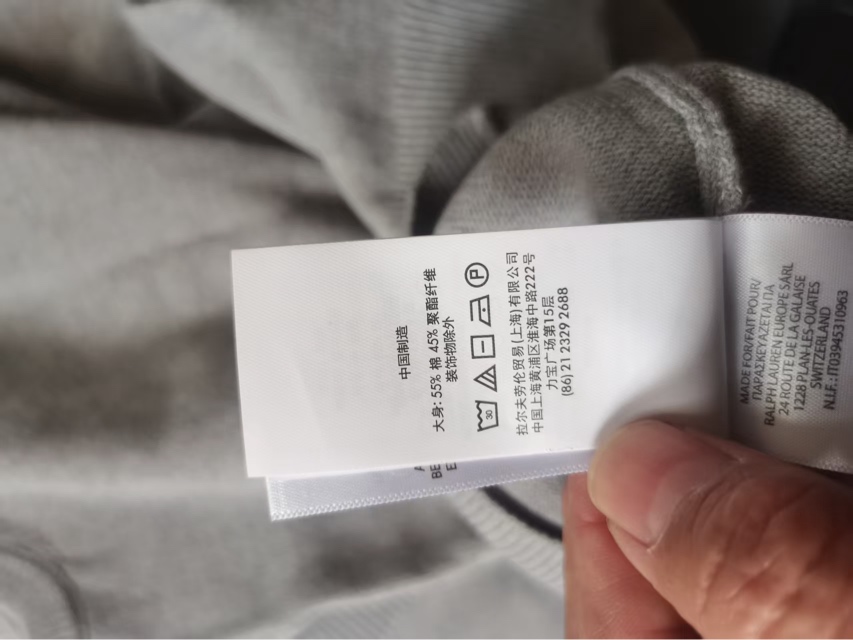 中国制造
大身: 55% 棉 45% 聚酯纤维
装饰物除外
30
P
拉尔夫劳伦贸易(上海)有限公司
中国上海黄浦区淮海中路222号
力宝广场第15层
(86) 21 2329 2688
MADE FOR/FAIT POUR/
ΠΑΡΑΣΚΕΥΑΖΕΤΑΙ ΓΙΑ
RALPH LAUREN EUROPE SÀRL
24 ROUTE DE LA GALAISE
1228 PLAN-LES-OUATES
SWITZERLAND
N.I.F.: IT03945310963
BE
E